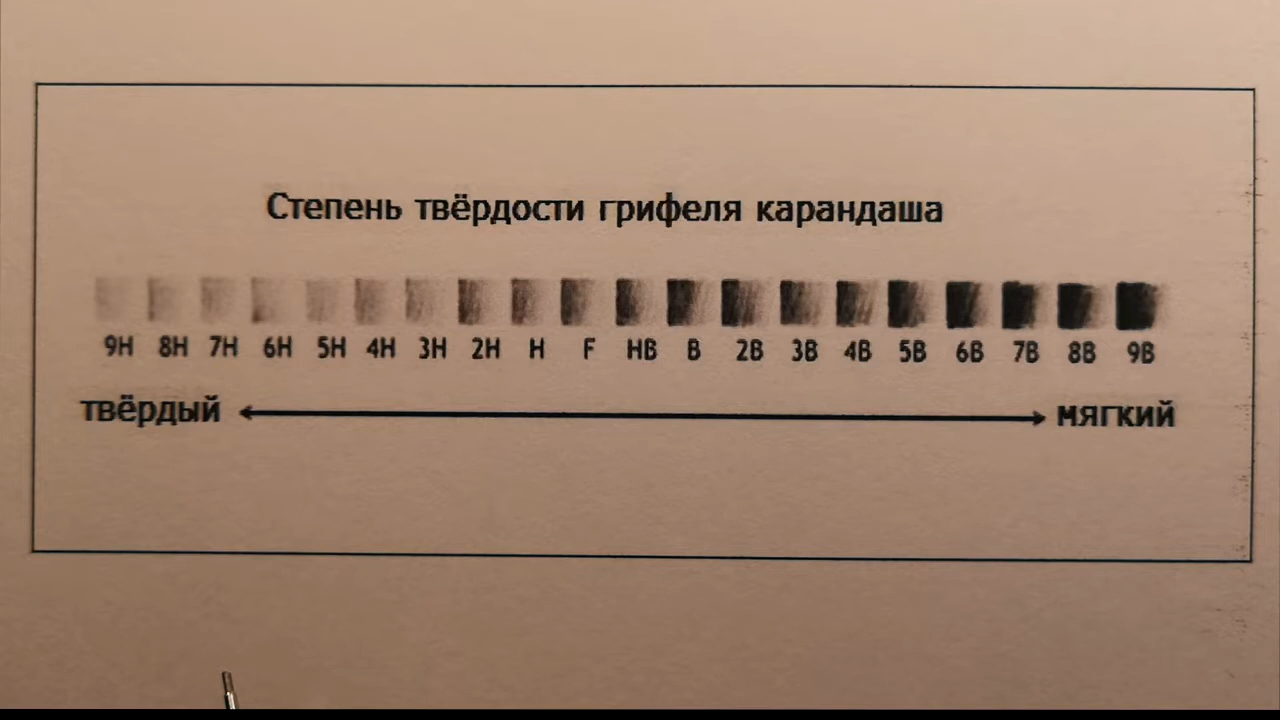 Степень твёрдости грифеля карандаша
9H 8H 7H 6H 5H 4H 3H 2H H F HB B 2B 3B 4B 5B 6B 7B 8B 9B
твёрдый мягкий